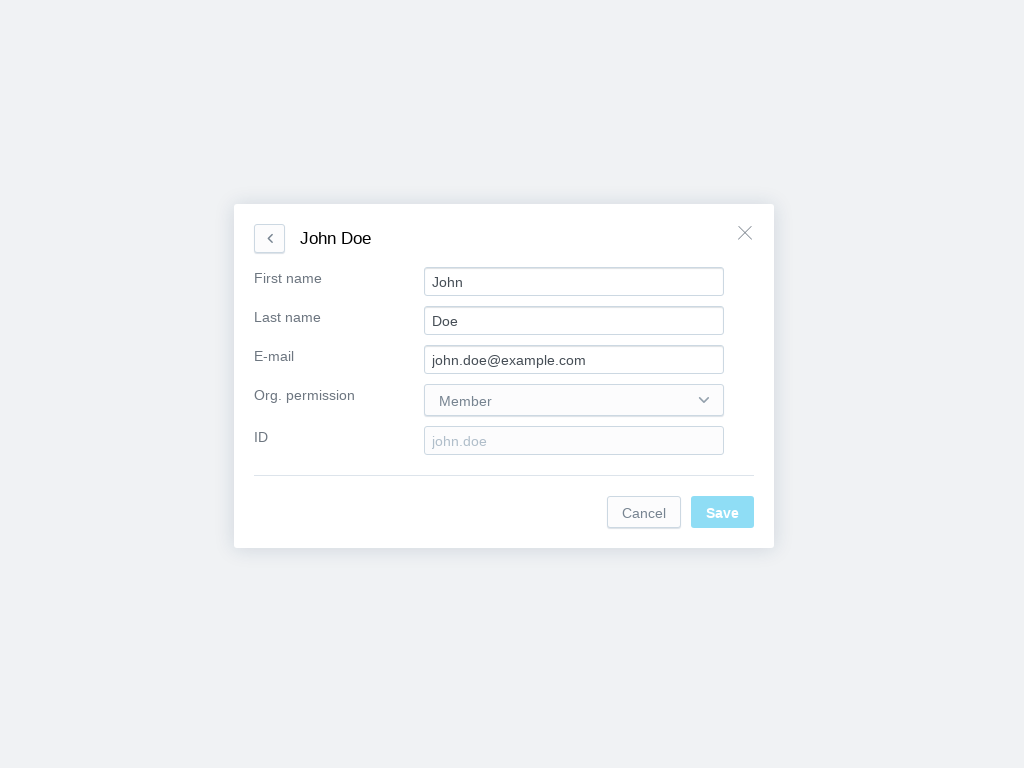 John Doe
First name
John
Last name
Doe
E-mail
john.doe@example.com
Org. permission
Member
ID
john.doe
Cancel
Save